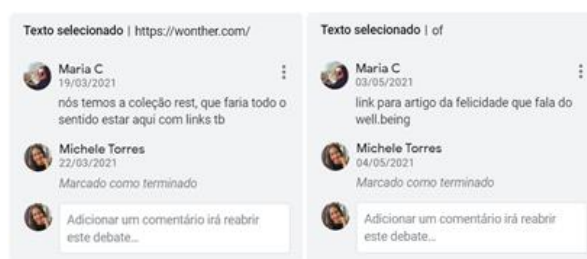 Texto selecionado | https://wonther.com/
Maria C
19/03/2021
nós temos a coleção rest, que faria todo o
sentido estar aqui com links tb
Michele Torres
22/03/2021
Marcado como terminado
Adicionar um comentário irá reabrir
este debate...
Texto selecionado | of
Maria C
03/05/2021
link para artigo da felicidade que fala do
well.being
Michele Torres
04/05/2021
Marcado como terminado
Adicionar um comentário irá reabrir
este debate...